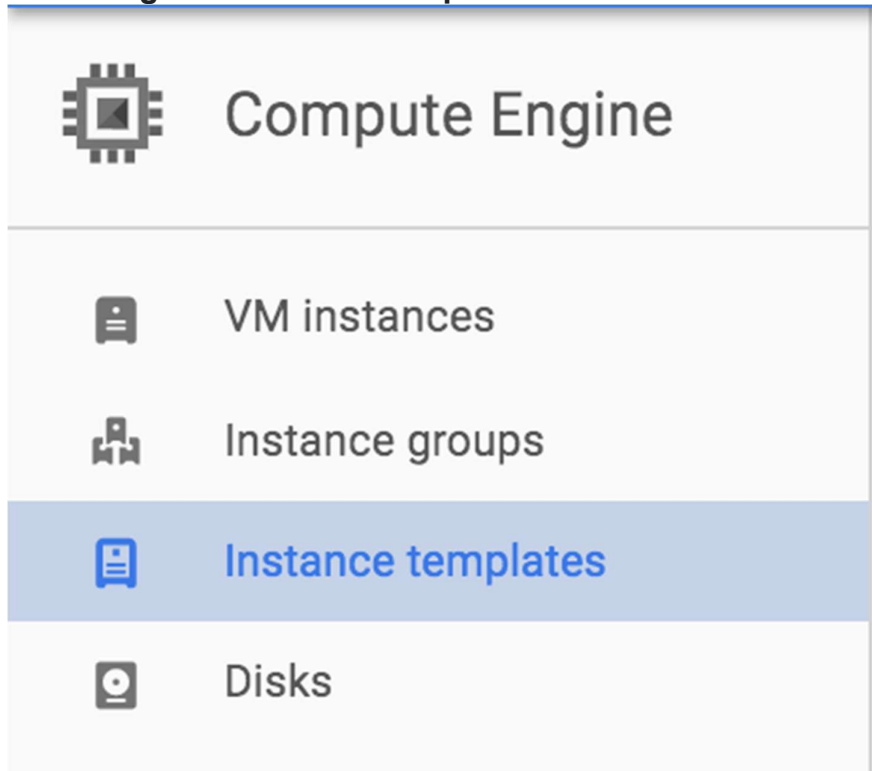 Compute Engine
VM instances
Instance groups
Instance templates
Disks